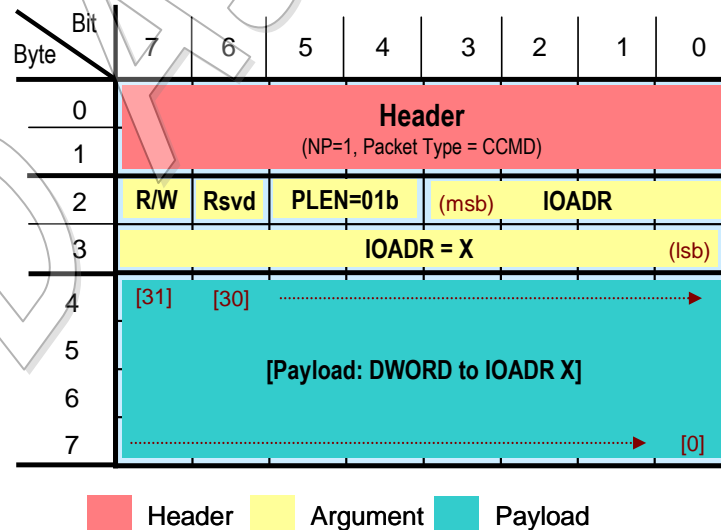 Bit
Byte 7 6 5 4 3 2 1 0
0 Header
1 (NP=1, Packet Type = CCMD)
2 R/W Rsvd PLEN=01b (msb) IOADR
3 IOADR = X (lsb)
4 [31] [30]
5
[Payload: DWORD to IOADR X]
6
7 [0]
Header Argument Payload